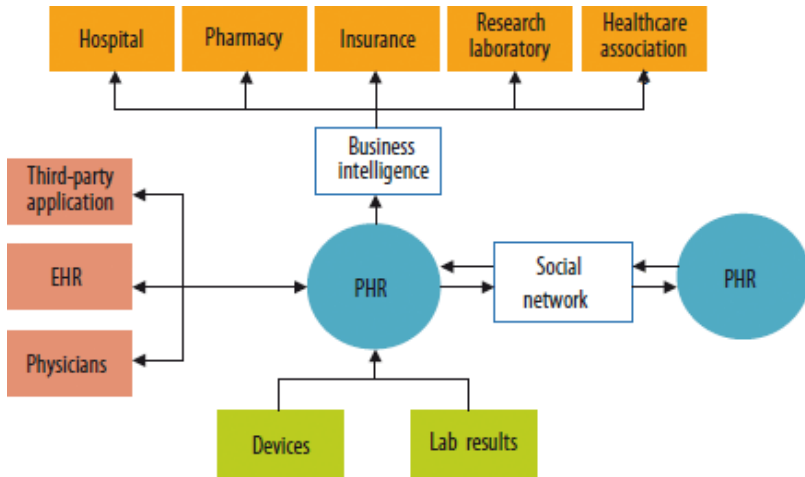 Hospital
Pharmacy
Insurance
Research
laboratory
Healthcare
association
Business
intelligence
Third-party
application
EHR
Physicians
PHR
Social
network
PHR
Devices
Lab results